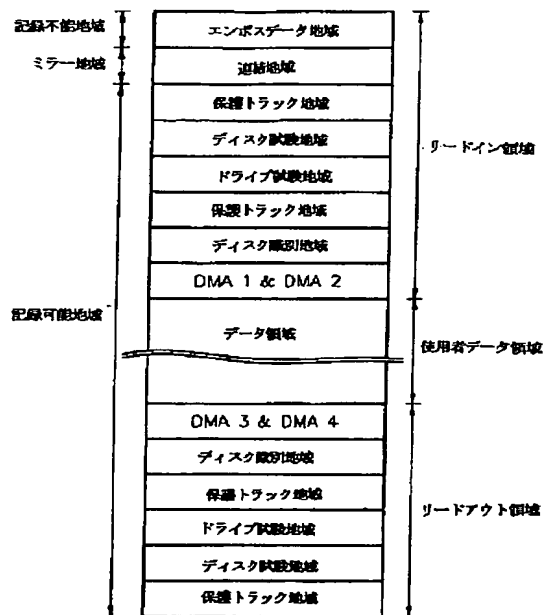 記録不能地域
エンボスデータ地域
ミラー地域
連結地域
保護トラック地域
ディスク試験地域
リードイン領域
ドライブ試験地域
保護トラック地域
ディスク識別地域
DMA 1 & DMA 2
記録可能地域
データ領域
使用者データ領域
DMA 3 & DMA 4
ディスク識別地域
保護トラック地域
リードアウト領域
ドライブ試験地域
ディスク試験地域
保護トラック地域